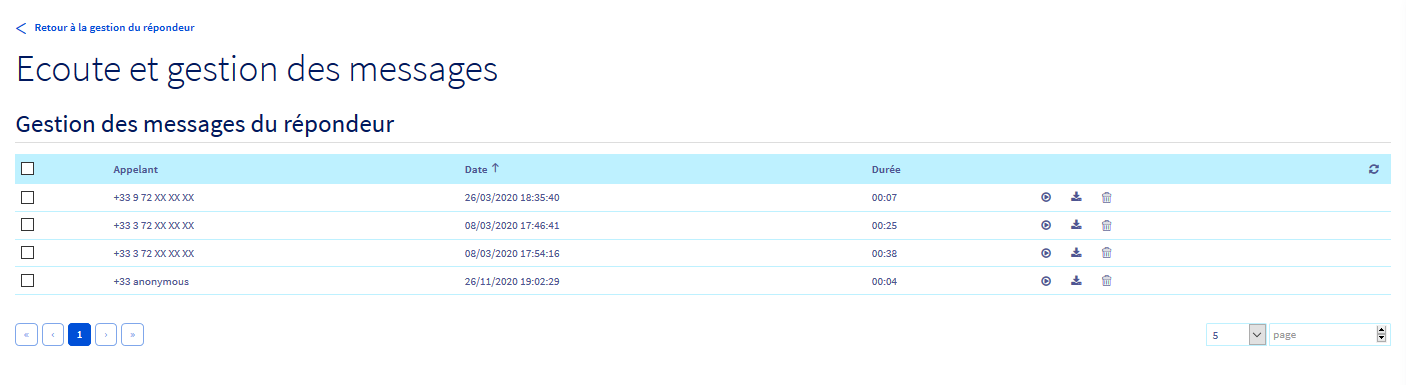 Retour à la gestion du répondeur
Ecoute et gestion des messages
Gestion des messages du répondeur
Appelant Date Durée
+33 9 72 XX XX XX 26/03/2020 18:35:40 00:07
+33 3 72 XX XX XX 08/03/2020 17:46:41 00:25
+33 3 72 XX XX XX 08/03/2020 17:54:16 00:38
+33 anonymous 26/11/2020 19:02:29 00:04
« ‹ 1 › » 5 page